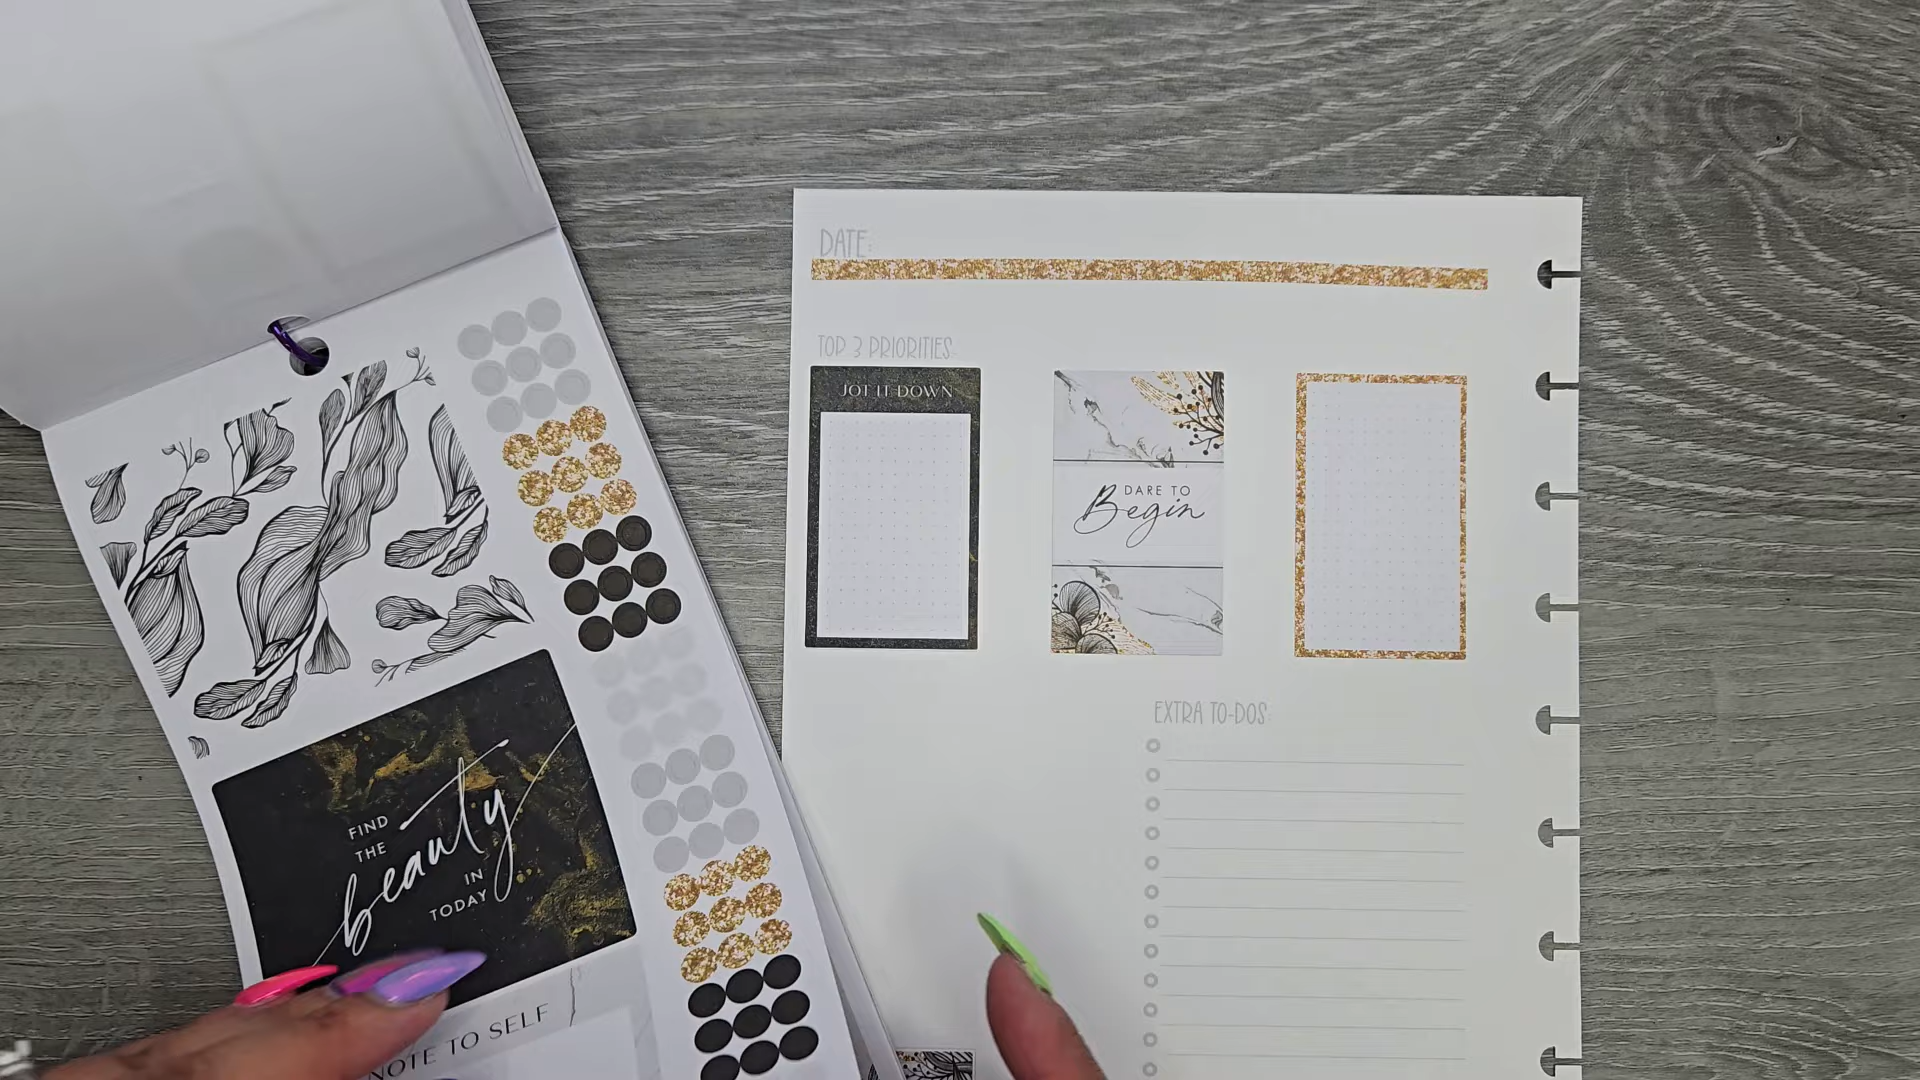 DATE:
TOP 3 PRIORITIES:
JOT IT DOWN
DARE TO
Begin
EXTRA TO-DOS:
FIND
THE
beauty
IN
TODAY
NOTE TO SELF